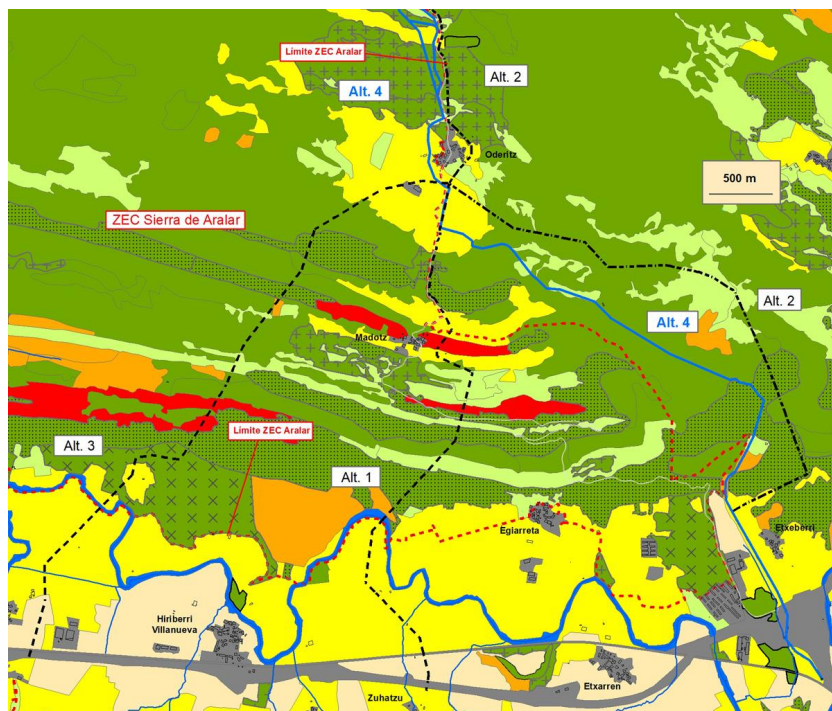 Límite ZEC Aralar
Alt. 2
Alt. 4
Oderitz
500 m
ZEC Sierra de Aralar
Alt. 2
Alt. 4
Madotz
Límite ZEC Aralar
Alt. 3
Alt. 1
Egiarreta
Etxeberri
Hiriberri
Villanueva
Zuhatzu
Etxarren